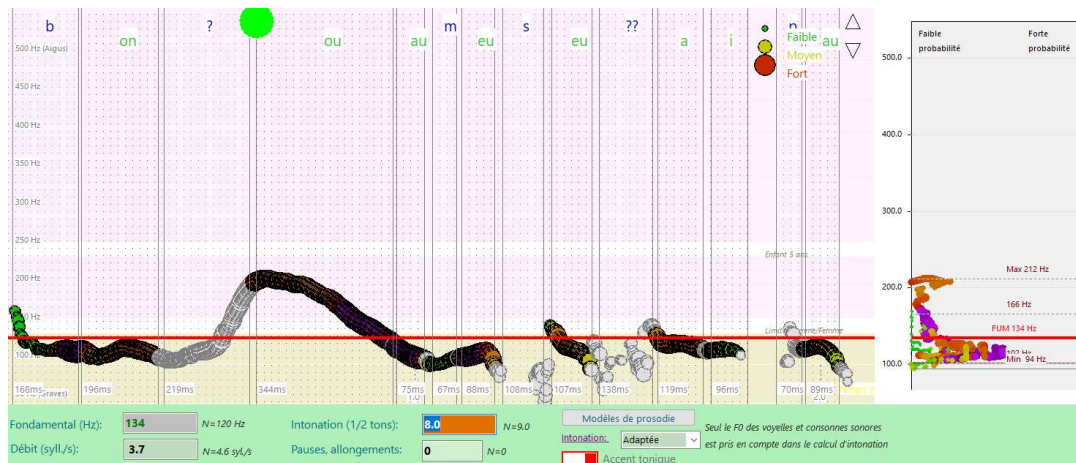 b ? m s ?? n
on ou au eu eu a i au
Faible
Moyen
Fort
500 Hz (Aigus)
450 Hz
400 Hz
350 Hz
300 Hz
250 Hz
200 Hz
100 Hz
Enfant 5 ans
168ms 196ms 219ms 344ms 75ms 67ms 88ms 108ms 107ms 138ms 119ms 70ms 89ms
1.0 2.0
Faible probabilité
Forte probabilité
500.0
400.0
300.0
200.0
100.0
Max 212 Hz
166 Hz
FUM 134 Hz
102 Hz
Min 94 Hz
Fondamental (Hz): 134 N=120 Hz
Débit (syll./s): 3.7 N=4.6 syL/s
Intonation (1/2 tons): 8.0 N=9.0
Pauses, allongements: 0 N=0
Modèles de prosodie
Intonation: Adaptée
Accent tonique
Seul le F0 des voyelles et consonnes sonores
est pris en compte dans le calcul d'intonation